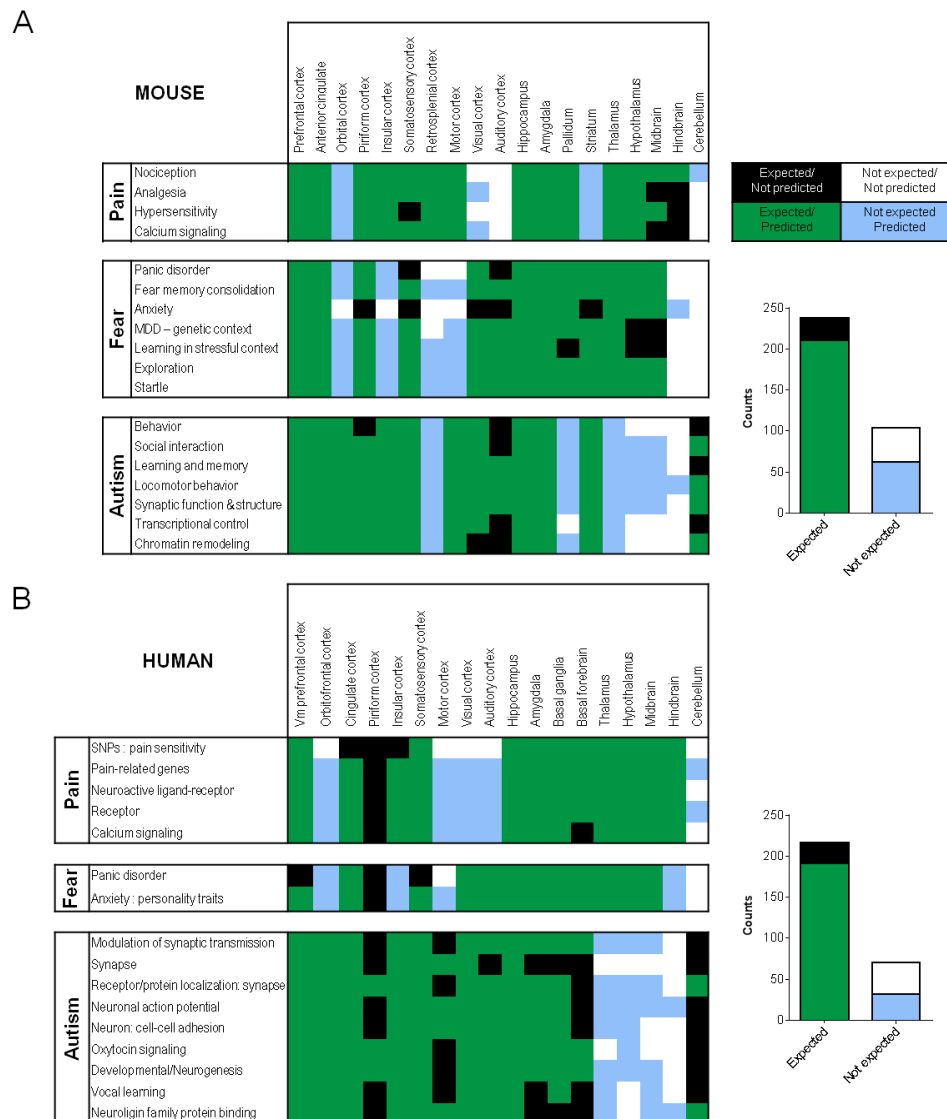 A
MOUSE
Prefrontal cortex
Anterior cingulate
Orbital cortex
Piriform cortex
Insular cortex
Somatosensory cortex
Retrosplenial cortex
Motor cortex
Visual cortex
Auditory cortex
Hippocampus
Amygdala
Pallidum
Striatum
Thalamus
Hypothalamus
Midbrain
Hindbrain
Cerebellum
Pain
Nociception
Analgesia
Hypersensitivity
Calcium signaling
Expected/
Not predicted
Not expected/
Not predicted
Expected/
Predicted
Not expected
Predicted
Fear
Panic disorder
Fear memory consolidation
Anxiety
MDD – genetic context
Learning in stressful context
Exploration
Startle
Autism
Behavior
Social interaction
Learning and memory
Locomotor behavior
Synaptic function & structure
Transcriptional control
Chromatin remodeling
Counts
250
200
150
100
50
0
Expected
Not expected
B
HUMAN
Vm prefrontal cortex
Orbitofrontal cortex
Cingulate cortex
Piriform cortex
Insular cortex
Somatosensory cortex
Motor cortex
Visual cortex
Auditory cortex
Hippocampus
Amygdala
Basal ganglia
Basal forebrain
Thalamus
Hypothalamus
Midbrain
Hindbrain
Cerebellum
Pain
SNPs : pain sensitivity
Pain-related genes
Neuroactive ligand-receptor
Receptor
Calcium signaling
Fear
Panic disorder
Anxiety : personality traits
Autism
Modulation of synaptic transmission
Synapse
Receptor/protein localization: synapse
Neuronal action potential
Neuron: cell-cell adhesion
Oxytocin signaling
Developmental/Neurogenesis
Vocal learning
Neuroligin family protein binding
Counts
250
200
150
100
50
0
Expected
Not expected